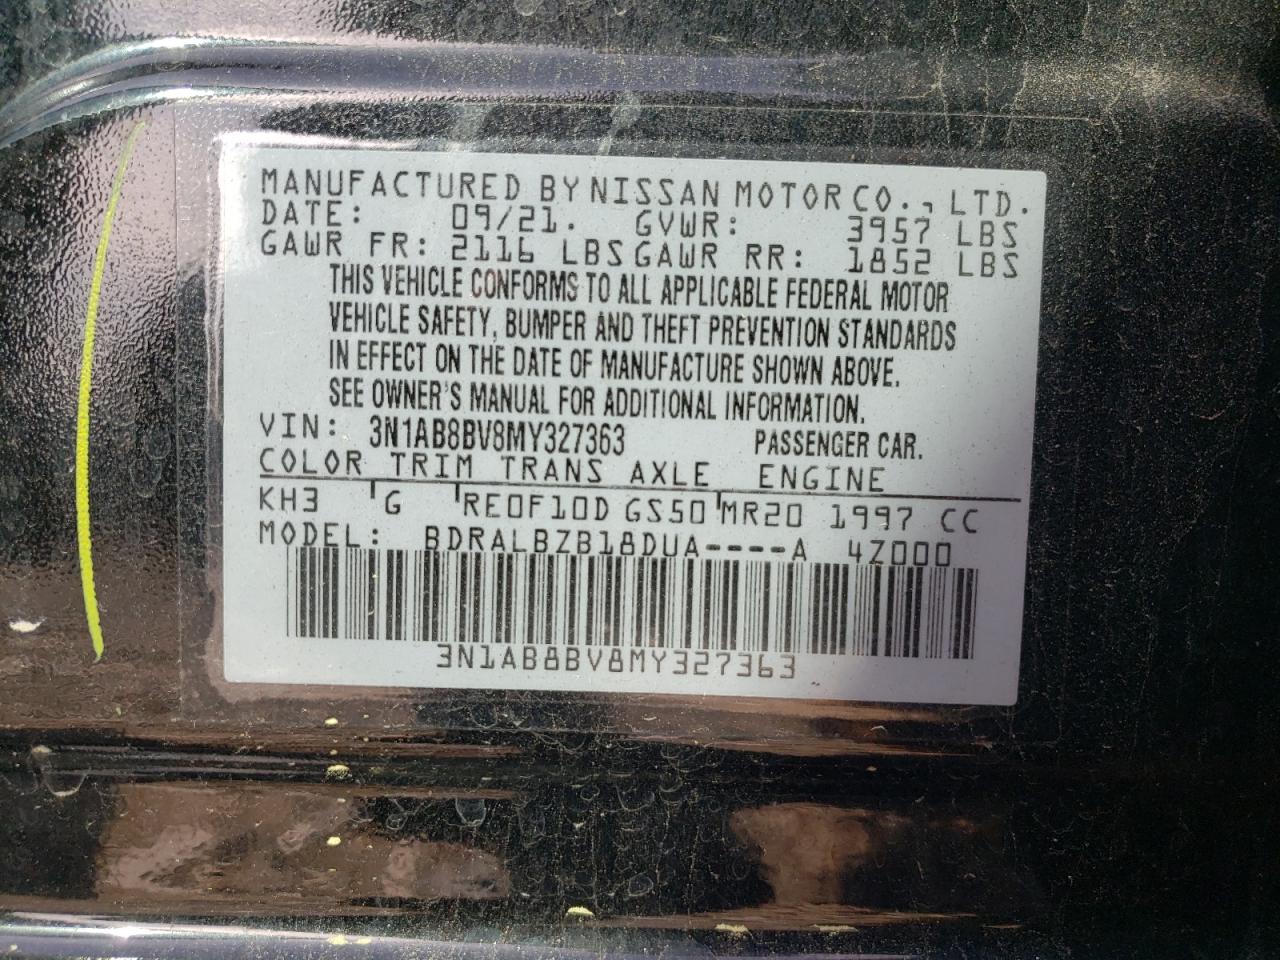 MANUFACTURED BY NISSAN MOTOR CO., LTD.
DATE: 09/21. GVWR: 3957 LBS
GAWR FR: 2116 LBS GAWR RR: 1852 LBS
THIS VEHICLE CONFORMS TO ALL APPLICABLE FEDERAL MOTOR
VEHICLE SAFETY, BUMPER AND THEFT PREVENTION STANDARDS
IN EFFECT ON THE DATE OF MANUFACTURE SHOWN ABOVE.
SEE OWNER'S MANUAL FOR ADDITIONAL INFORMATION.
VIN: 3N1AB8BV8MY327363 PASSENGER CAR.
COLOR TRIM TRANS AXLE ENGINE
KH3 G RE0F10D GS50 MR20 1997 CC
MODEL: BDRALBZB18DUA----A 4Z000
3N1AB8BV8MY327363